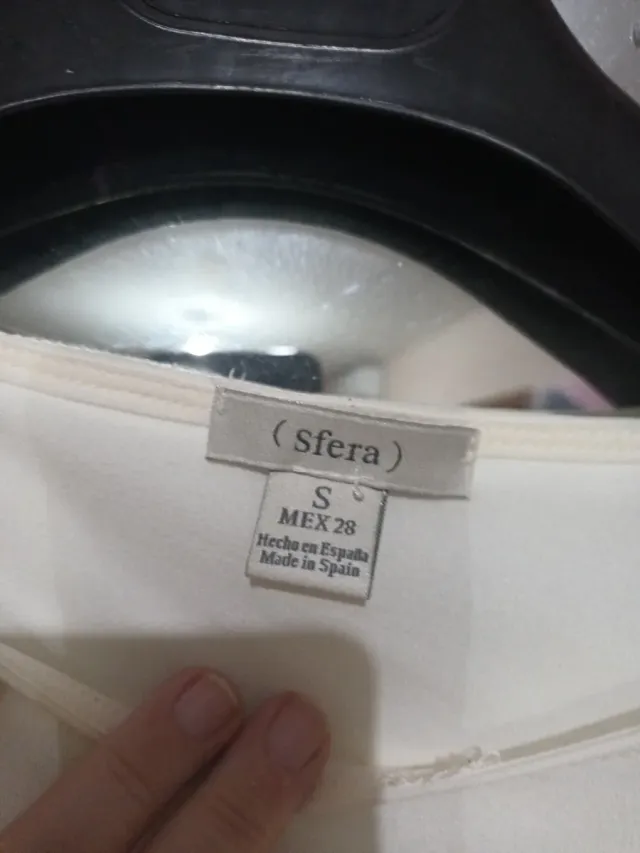 (Sfera)
S
MEX 28
Hecho en España
Made in Spain